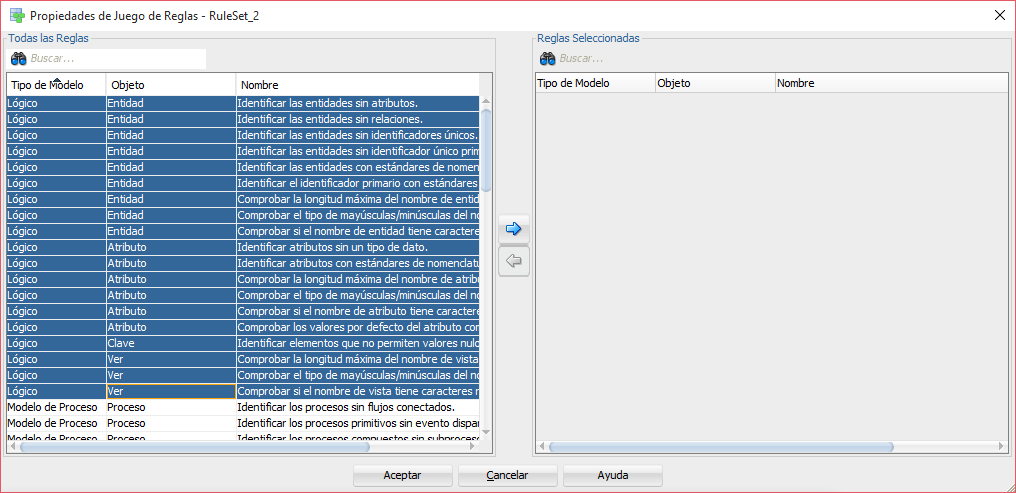 Propiedades de Juego de Reglas - RuleSet_2
Todas las Reglas
Buscar...
Tipo de Modelo Objeto Nombre
Lógico Entidad Identificar las entidades sin atributos.
Lógico Entidad Identificar las entidades sin relaciones.
Lógico Entidad Identificar las entidades sin identificadores únicos.
Lógico Entidad Identificar las entidades sin identificador único prim
Lógico Entidad Identificar las entidades con estándares de nomen
Lógico Entidad Identificar el identificador primario con estándares
Lógico Entidad Comprobar la longitud máxima del nombre de entid
Lógico Entidad Comprobar el tipo de mayúsculas/minúsculas del no
Lógico Entidad Comprobar si el nombre de entidad tiene caractere
Lógico Atributo Identificar atributos sin un tipo de dato.
Lógico Atributo Identificar atributos con estándares de nomenclatu
Lógico Atributo Comprobar la longitud máxima del nombre de atrib
Lógico Atributo Comprobar el tipo de mayúsculas/minúsculas del no
Lógico Atributo Comprobar si el nombre de atributo tiene caractere
Lógico Atributo Comprobar los valores por defecto del atributo con
Lógico Clave Identificar elementos que no permiten valores nulo
Lógico Ver Comprobar la longitud máxima del nombre de vista
Lógico Ver Comprobar el tipo de mayúsculas/minúsculas del no
Lógico Ver Comprobar si el nombre de vista tiene caracteres n
Modelo de Proceso Proceso Identificar los procesos sin flujos conectados.
Modelo de Proceso Proceso Identificar los procesos primitivos sin evento dispar
Modelo de Proceso Proceso Identificar los procesos compuestos sin subproceso
Reglas Seleccionadas
Buscar...
Tipo de Modelo Objeto Nombre
Aceptar Cancelar Ayuda